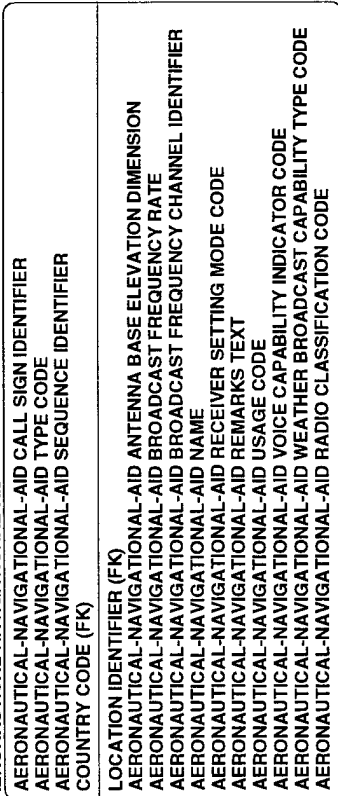 AERONAUTICAL-NAVIGATIONAL-AID CALL SIGN IDENTIFIER
AERONAUTICAL-NAVIGATIONAL-AID TYPE CODE
AERONAUTICAL-NAVIGATIONAL-AID SEQUENCE IDENTIFIER
COUNTRY CODE (FK)
LOCATION IDENTIFIER (FK)
AERONAUTICAL-NAVIGATIONAL-AID ANTENNA BASE ELEVATION DIMENSION
AERONAUTICAL-NAVIGATIONAL-AID BROADCAST FREQUENCY RATE
AERONAUTICAL-NAVIGATIONAL-AID BROADCAST FREQUENCY CHANNEL IDENTIFIER
AERONAUTICAL-NAVIGATIONAL-AID NAME
AERONAUTICAL-NAVIGATIONAL-AID RECEIVER SETTING MODE CODE
AERONAUTICAL-NAVIGATIONAL-AID REMARKS TEXT
AERONAUTICAL-NAVIGATIONAL-AID USAGE CODE
AERONAUTICAL-NAVIGATIONAL-AID VOICE CAPABILITY INDICATOR CODE
AERONAUTICAL-NAVIGATIONAL-AID WEATHER BROADCAST CAPABILITY TYPE CODE
AERONAUTICAL-NAVIGATIONAL-AID RADIO CLASSIFICATION CODE